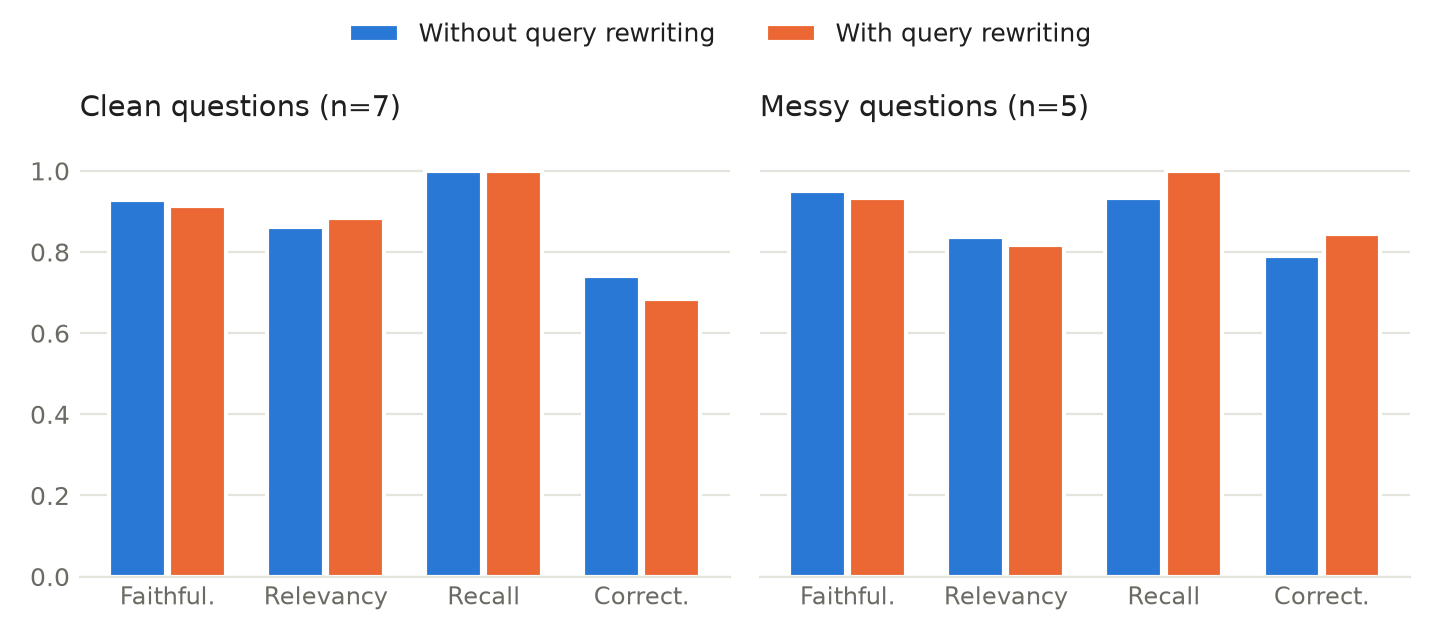 Without query rewriting
With query rewriting
Clean questions (n=7)
Messy questions (n=5)
1.0
0.8
0.6
0.4
0.2
0.0
Faithful. Relevancy Recall Correct.
Faithful. Relevancy Recall Correct.